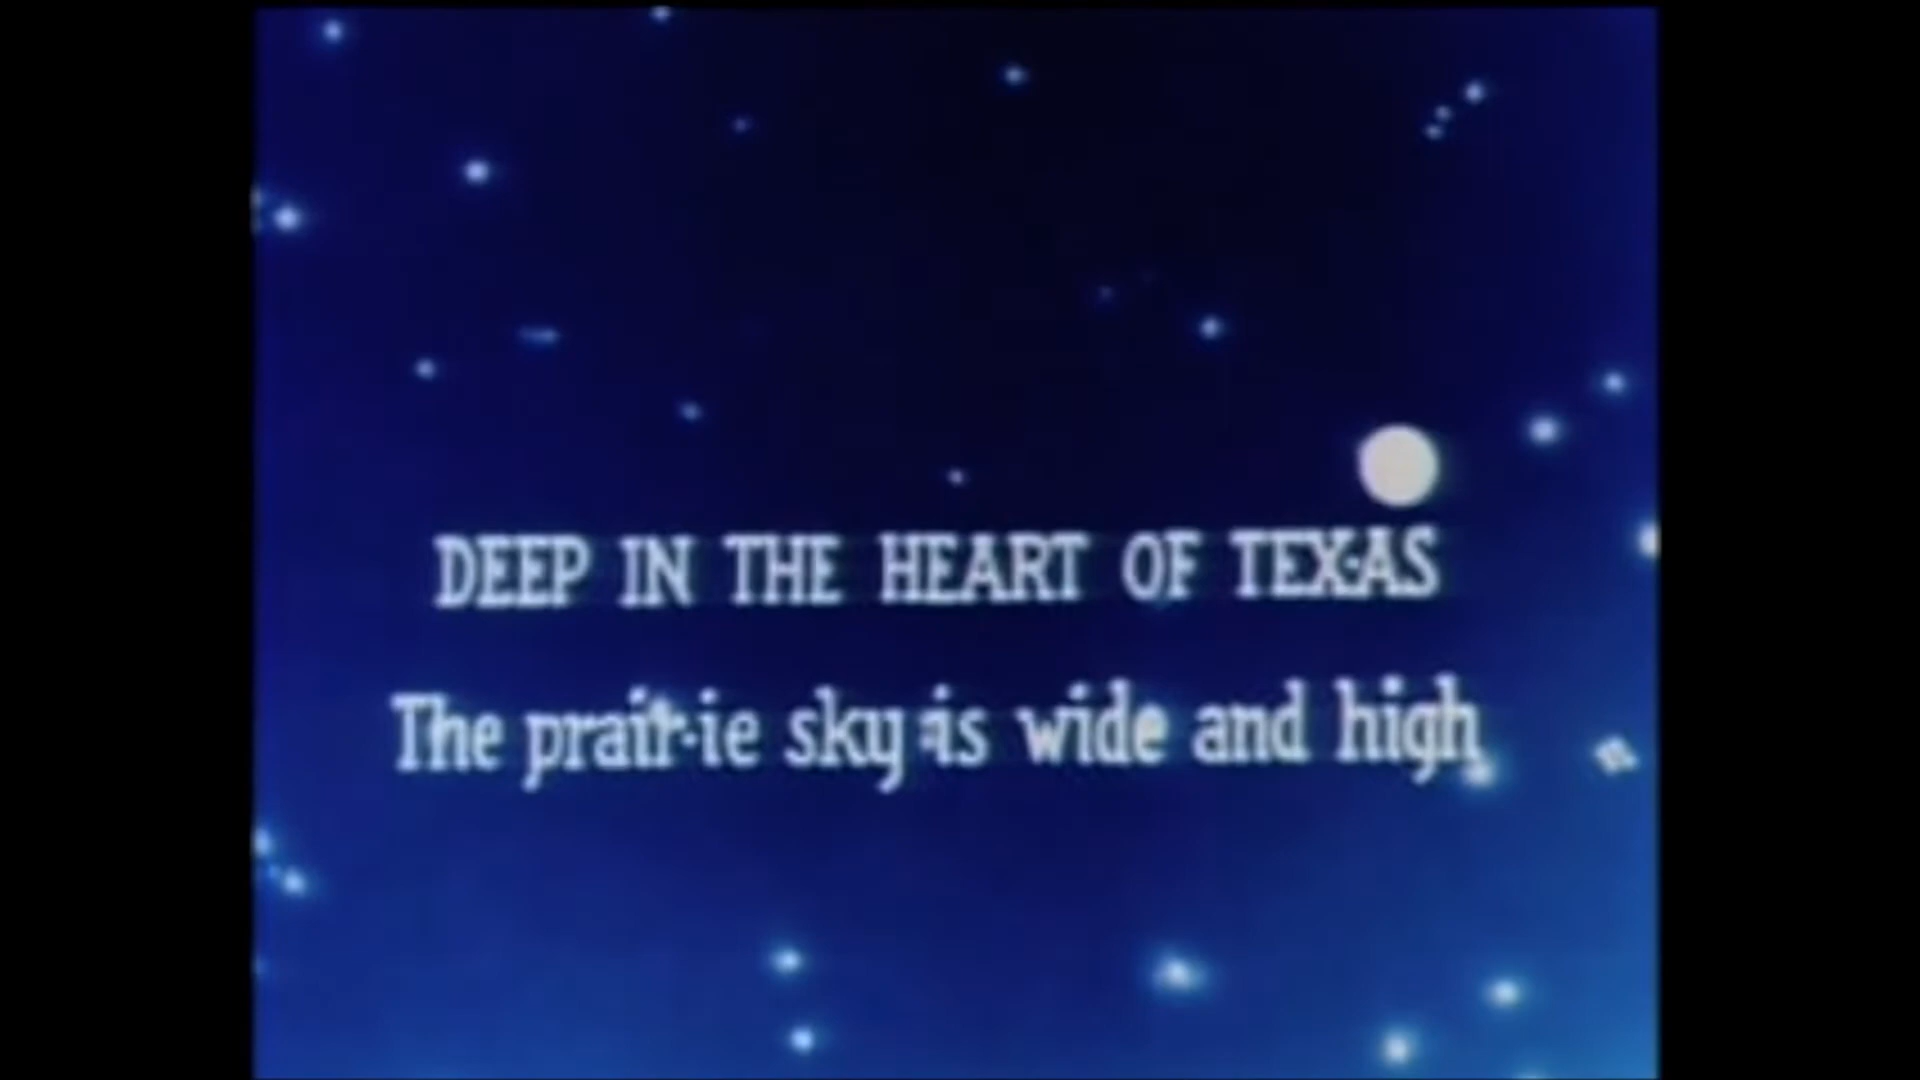 DEEP IN THE HEART OF TEX-AS
The prair-ie sky is wide and high